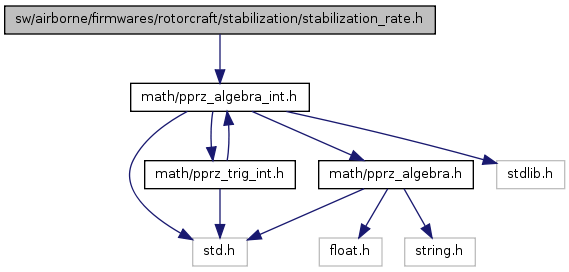 sw/airborne/firmwares/rotorcraft/stabilization/stabilization_rate.h
math/pprz_algebra_int.h
math/pprz_trig_int.h
math/pprz_algebra.h
stdlib.h
std.h
float.h
string.h